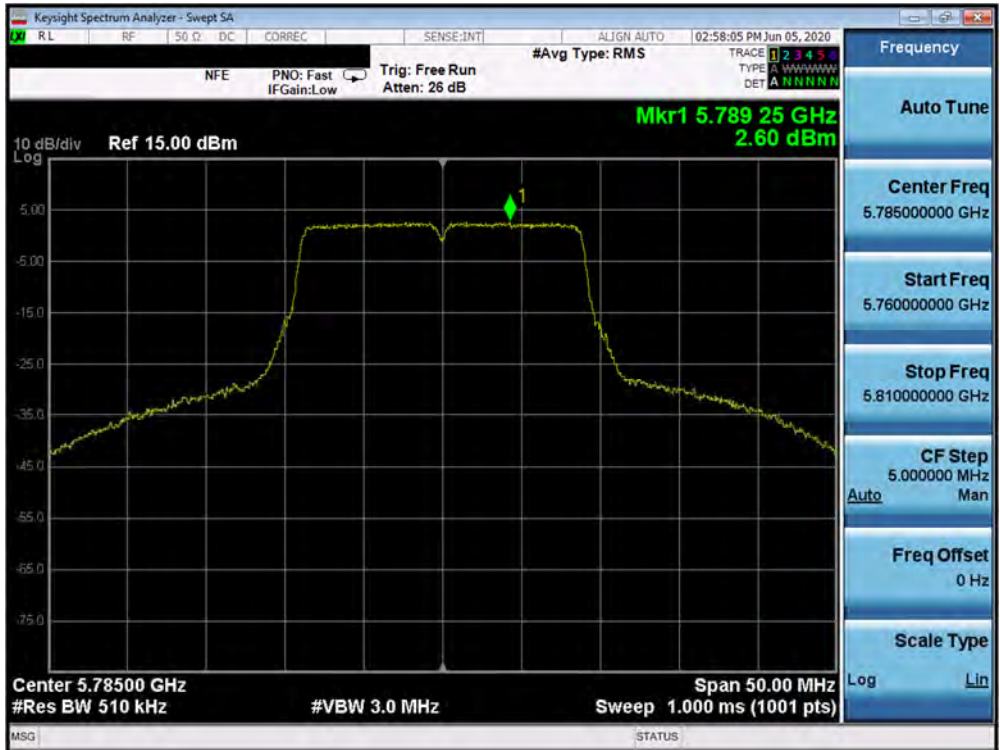 Keysight Spectrum Analyzer - Swept SA
LXI RL RF 50 Ω DC CORREC SENSE:INT ALIGN AUTO 02:58:05 PM Jun 05, 2020
NFE PNO: Fast IFGain:Low
Trig: Free Run
Atten: 26 dB
#Avg Type: RMS
TRACE 1 2 3 4 5 6
TYPE A WWWWW
DET A N N N N N
Mkr1 5.789 25 GHz
2.60 dBm
10 dB/div Ref 15.00 dBm
Log
1
5.00
-5.00
-15.0
-25.0
-35.0
-45.0
-55.0
-65.0
-75.0
Center 5.78500 GHz Span 50.00 MHz
#Res BW 510 kHz #VBW 3.0 MHz Sweep 1.000 ms (1001 pts)
MSG STATUS
Frequency
Auto Tune
Center Freq
5.785000000 GHz
Start Freq
5.760000000 GHz
Stop Freq
5.810000000 GHz
CF Step
5.000000 MHz
Auto Man
Freq Offset
0 Hz
Scale Type
Log Lin